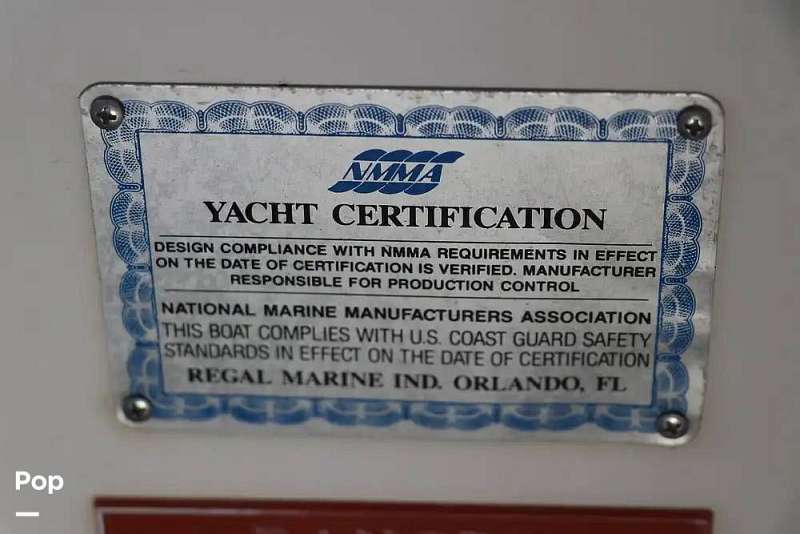 NMMA
YACHT CERTIFICATION
DESIGN COMPLIANCE WITH NMMA REQUIREMENTS IN EFFECT
ON THE DATE OF CERTIFICATION IS VERIFIED. MANUFACTURER
RESPONSIBLE FOR PRODUCTION CONTROL
NATIONAL MARINE MANUFACTURERS ASSOCIATION
THIS BOAT COMPLIES WITH U.S. COAST GUARD SAFETY
STANDARDS IN EFFECT ON THE DATE OF CERTIFICATION
REGAL MARINE IND. ORLANDO, FL
Pop